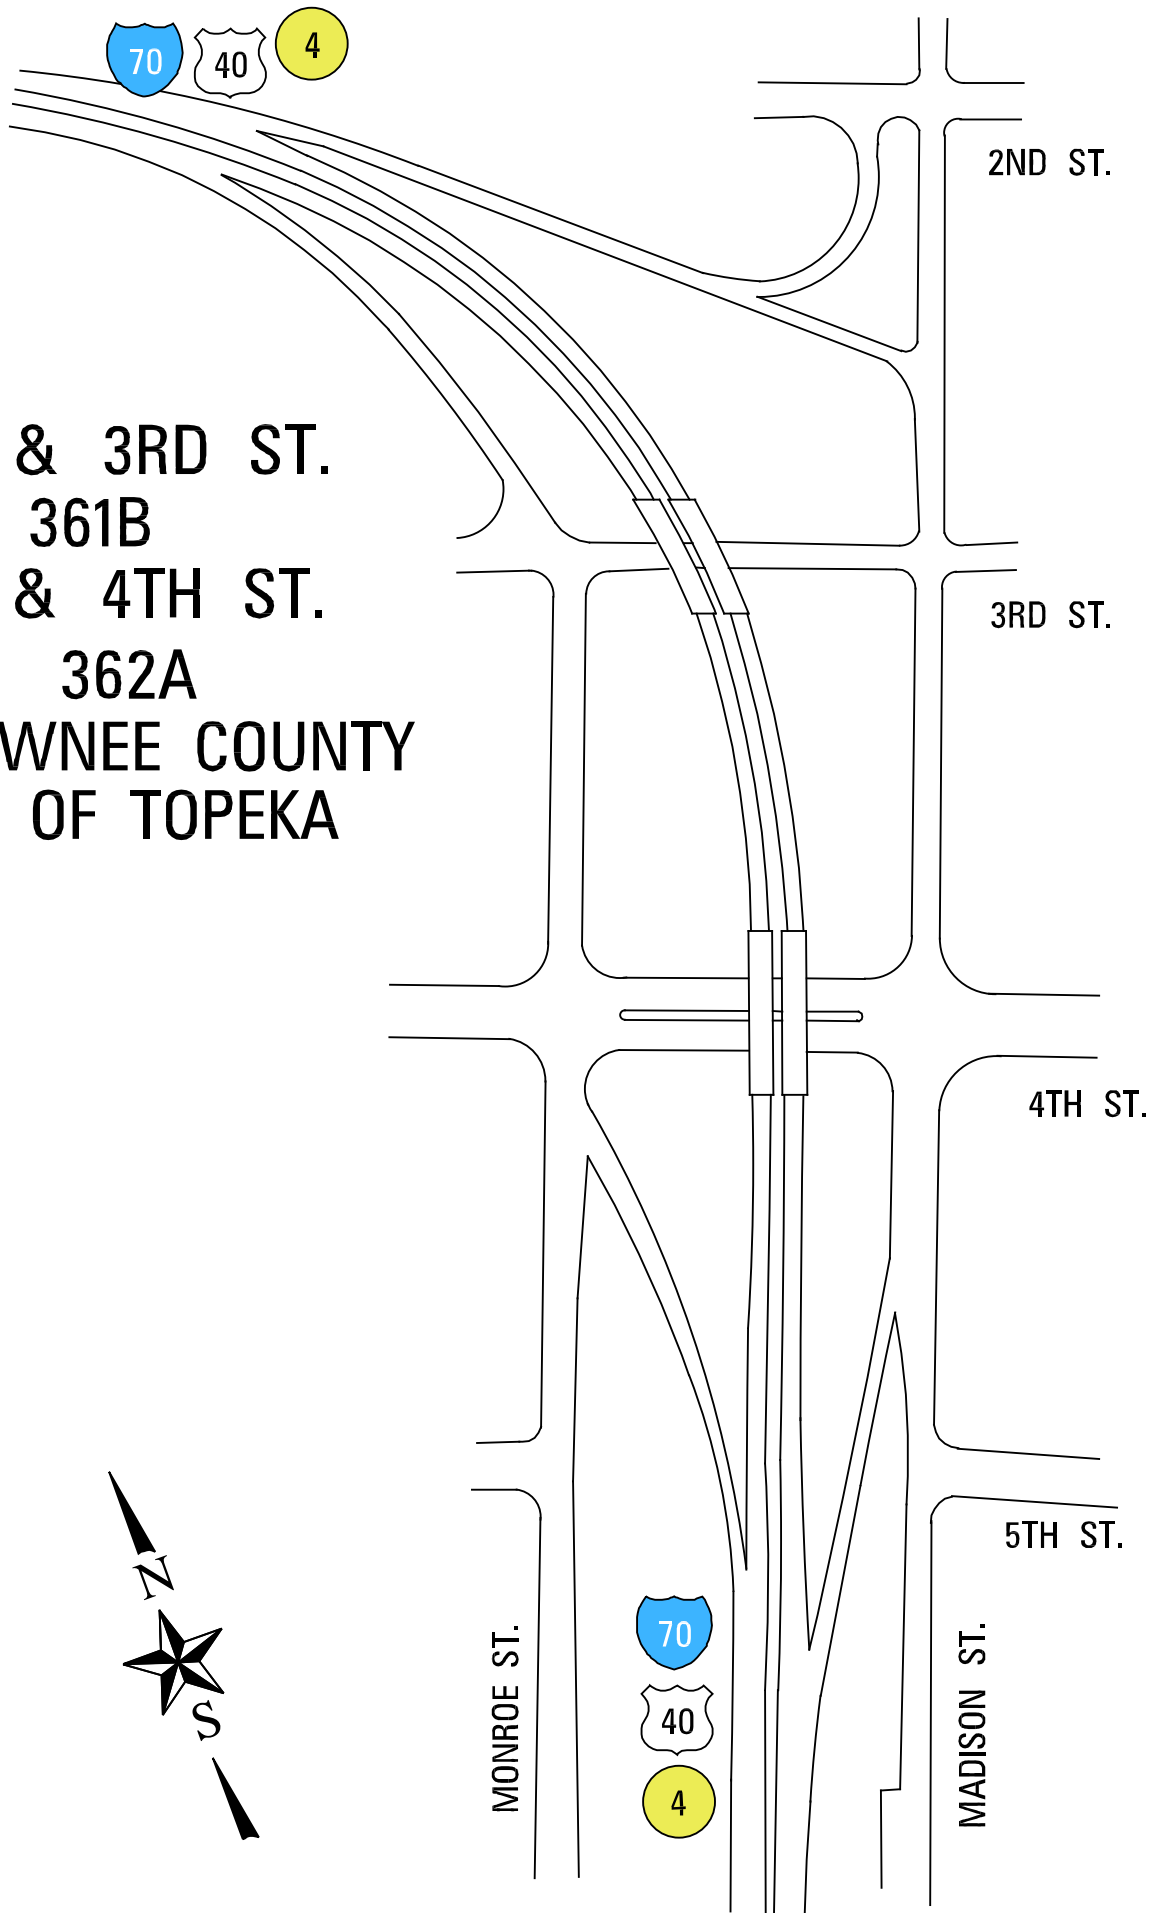 70 40 4
2ND ST.
& 3RD ST.
361B
& 4TH ST.
3RD ST.
362A
WNEE COUNTY
OF TOPEKA
4TH ST.
5TH ST.
N
S
MONROE ST.
70
40
4
MADISON ST.